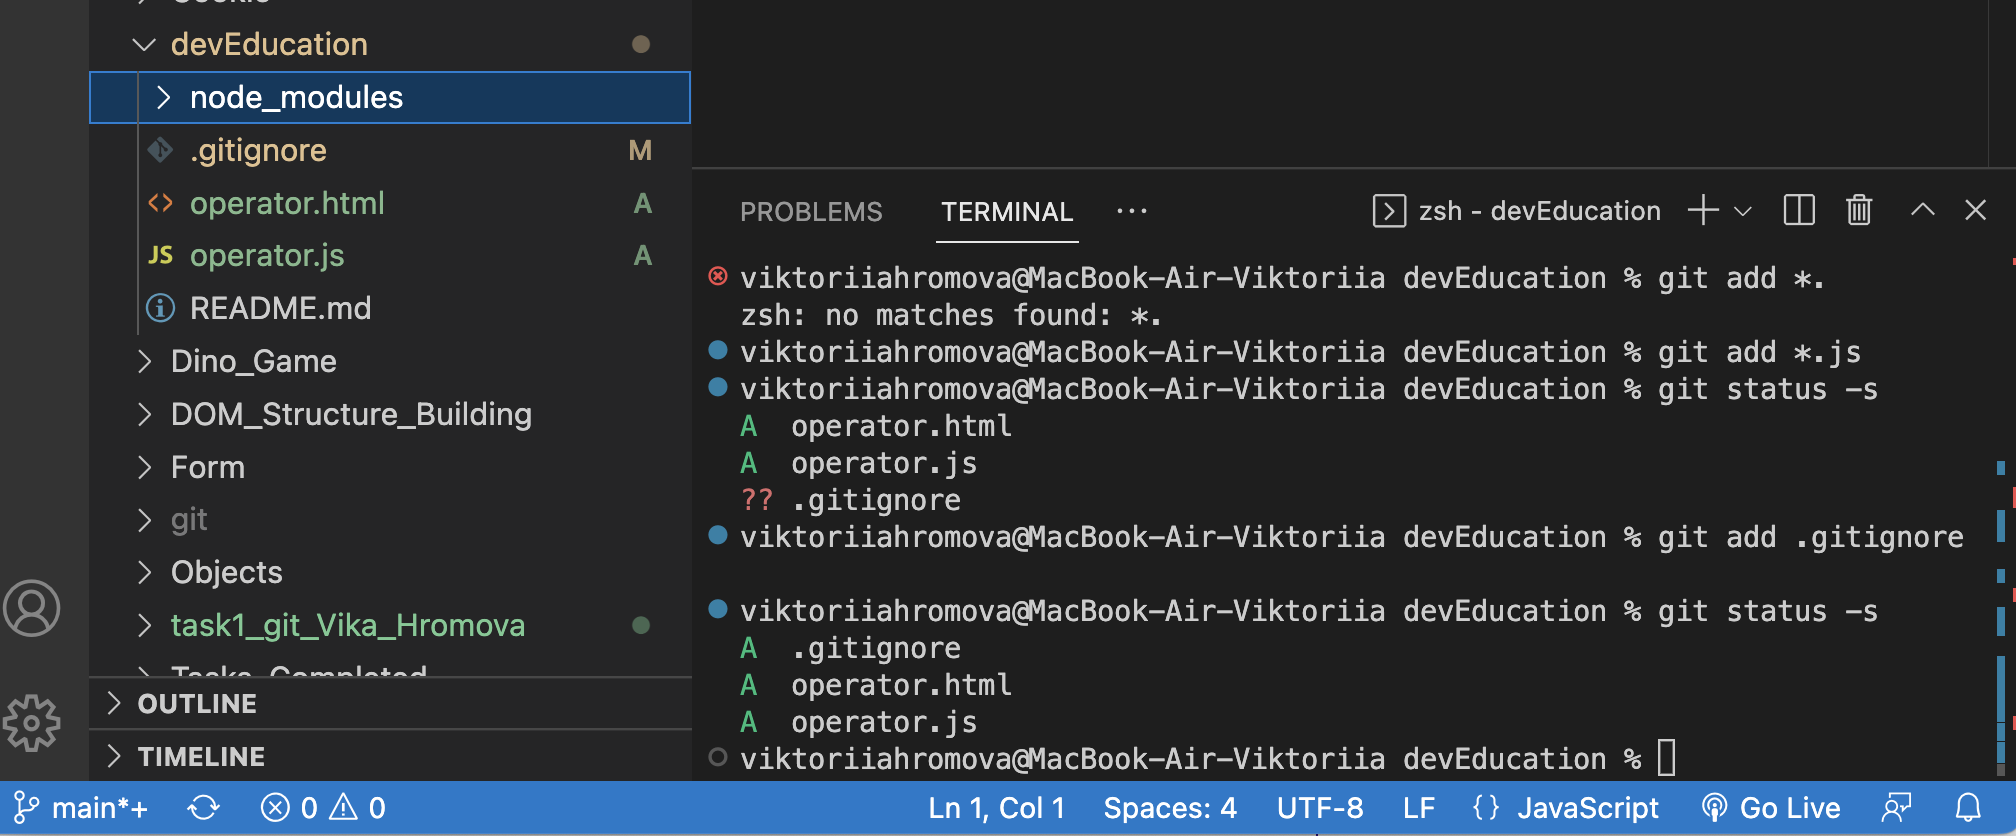 devEducation
node_modules
.gitignore M
operator.html A
JS operator.js A
README.md
Dino_Game
DOM_Structure_Building
Form
git
Objects
task1_git_Vika_Hromova
Tasks_Completed
OUTLINE
TIMELINE
PROBLEMS TERMINAL ··· zsh - devEducation
viktoriiahromova@MacBook-Air-Viktoriia devEducation % git add *.
zsh: no matches found: *.
viktoriiahromova@MacBook-Air-Viktoriia devEducation % git add *.js
viktoriiahromova@MacBook-Air-Viktoriia devEducation % git status -s
A operator.html
A operator.js
?? .gitignore
viktoriiahromova@MacBook-Air-Viktoriia devEducation % git add .gitignore
viktoriiahromova@MacBook-Air-Viktoriia devEducation % git status -s
A .gitignore
A operator.html
A operator.js
viktoriiahromova@MacBook-Air-Viktoriia devEducation %
main*+ 0 0 Ln 1, Col 1 Spaces: 4 UTF-8 LF {} JavaScript Go Live